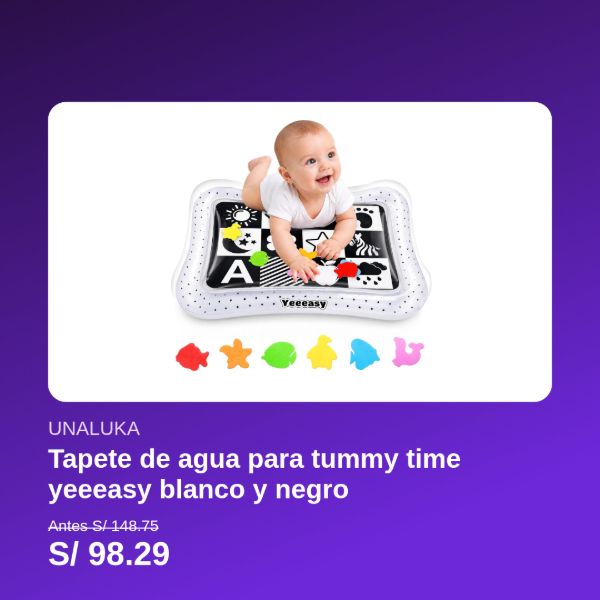 A
Yeeeasy
UNALUKA
Tapete de agua para tummy time
yeeeasy blanco y negro
Antes S/ 148.75
S/ 98.29